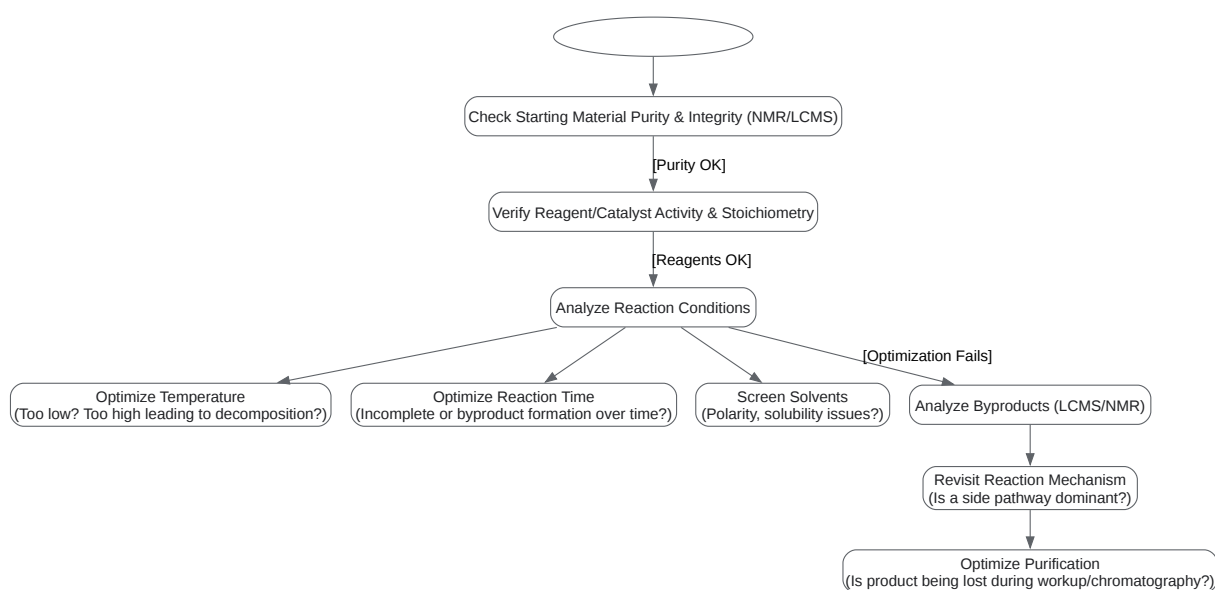 Check Starting Material Purity & Integrity (NMR/LCMS)
[Purity OK]
Verify Reagent/Catalyst Activity & Stoichiometry
[Reagents OK]
Analyze Reaction Conditions
[Optimization Fails]
Optimize Temperature
(Too low? Too high leading to decomposition?)
Optimize Reaction Time
(Incomplete or byproduct formation over time?)
Screen Solvents
(Polarity, solubility issues?)
Analyze Byproducts (LCMS/NMR)
Revisit Reaction Mechanism
(Is a side pathway dominant?)
Optimize Purification
(Is product being lost during workup/chromatography?)